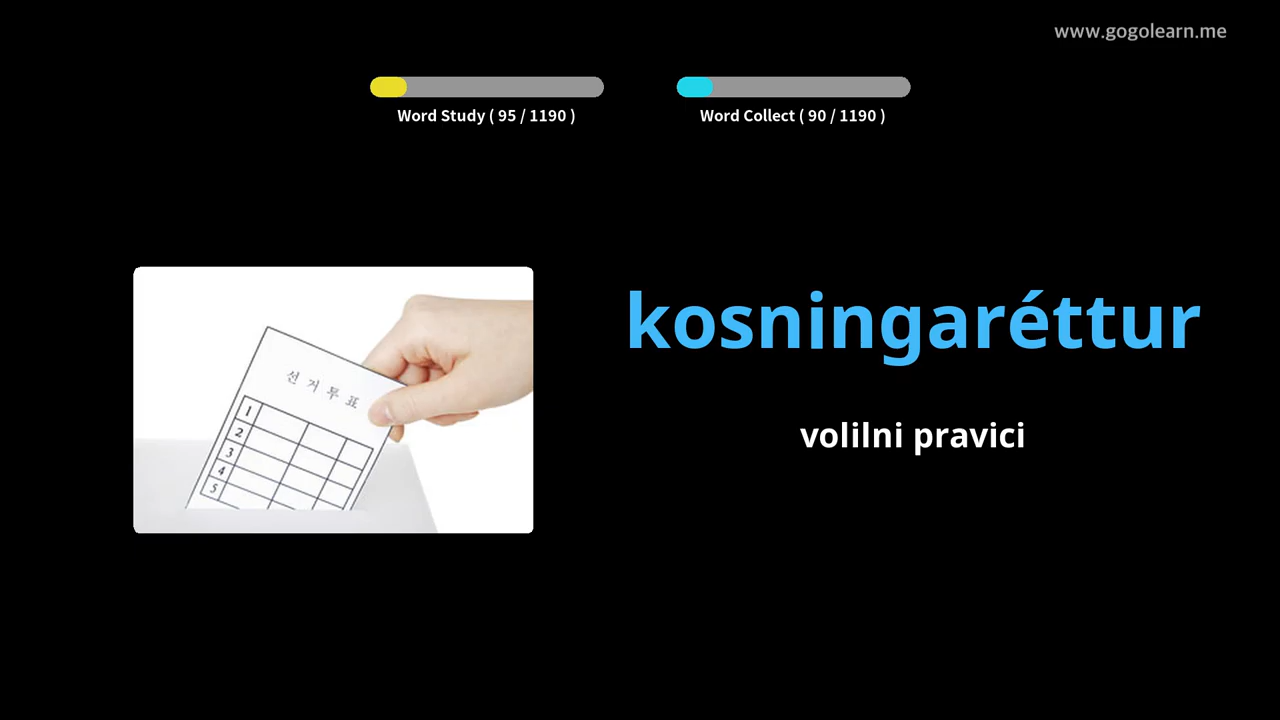 www.gogolearn.me
Word Study ( 95 / 1190 )
Word Collect ( 90 / 1190 )
선거투표
1
2
3
4
5
kosningaréttur
volilni pravici